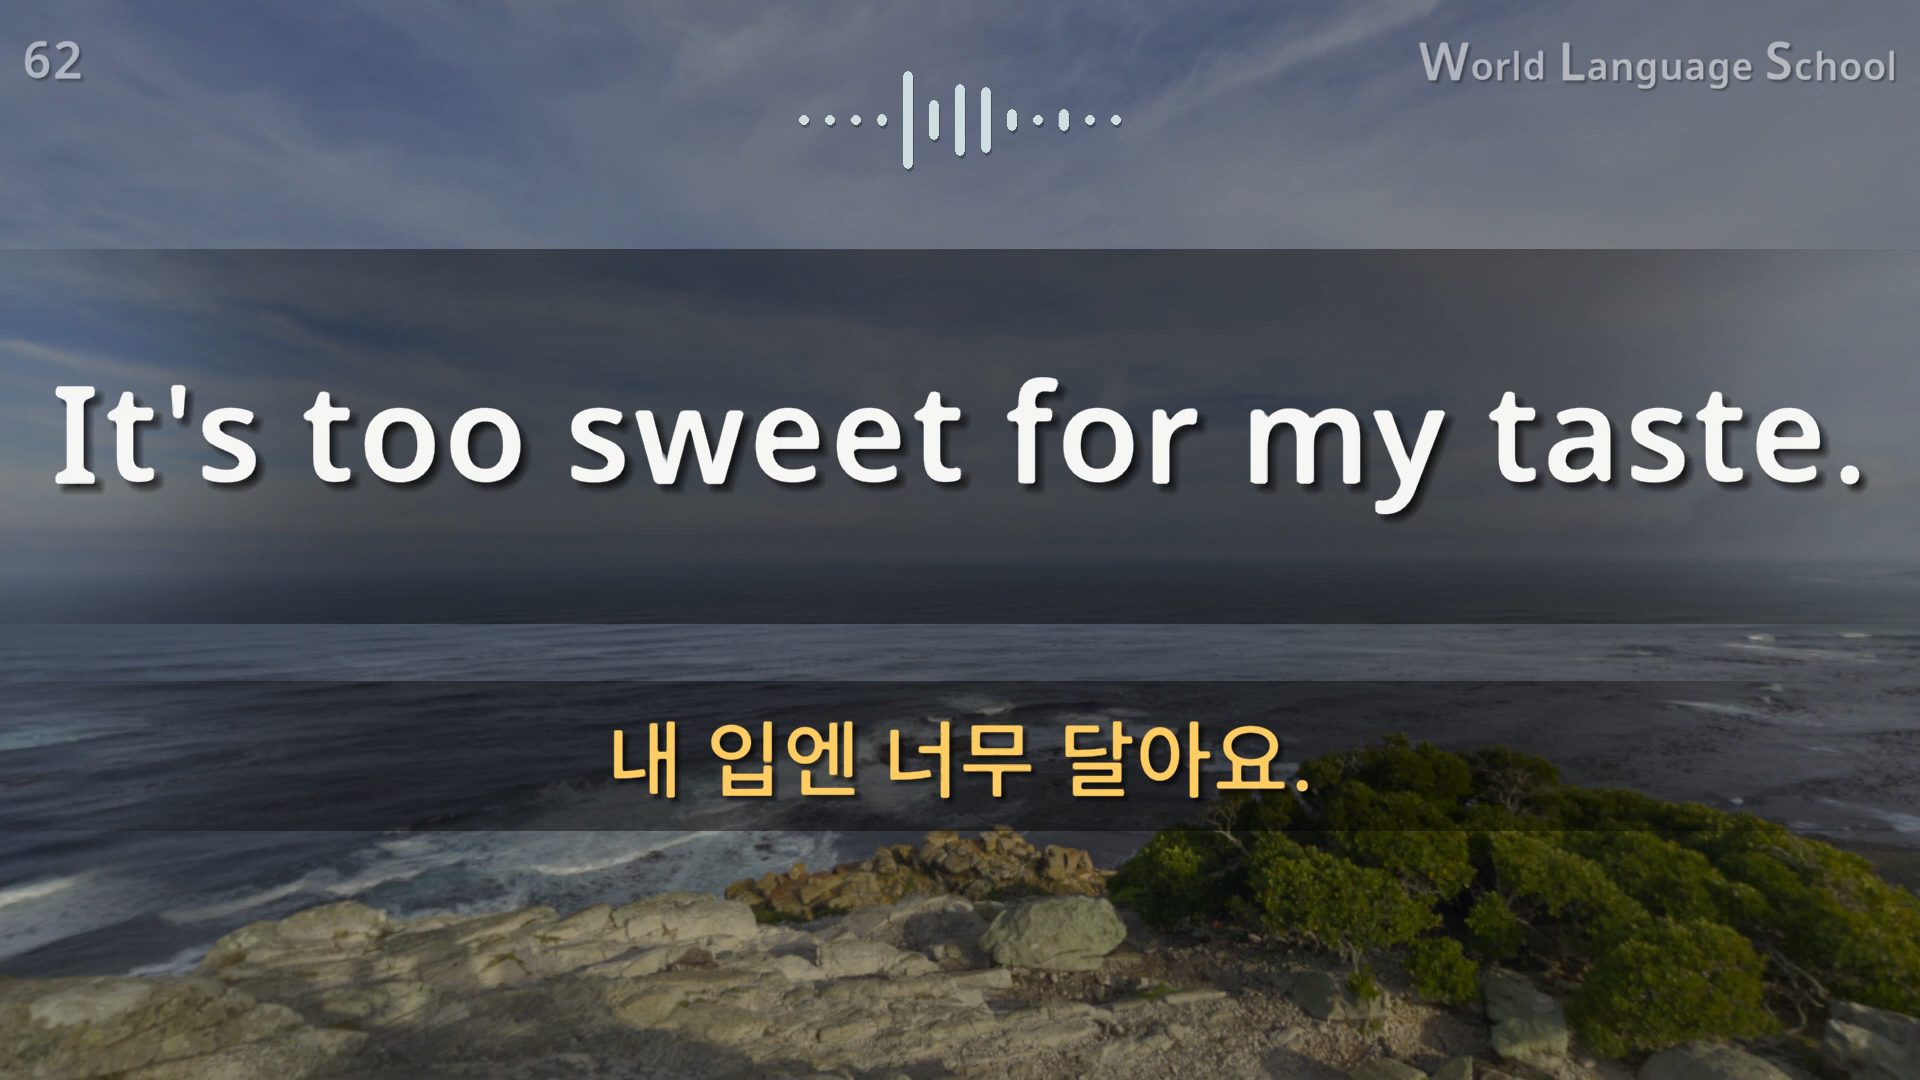 62
World Language School
It's too sweet for my taste.
내 입엔 너무 달아요.